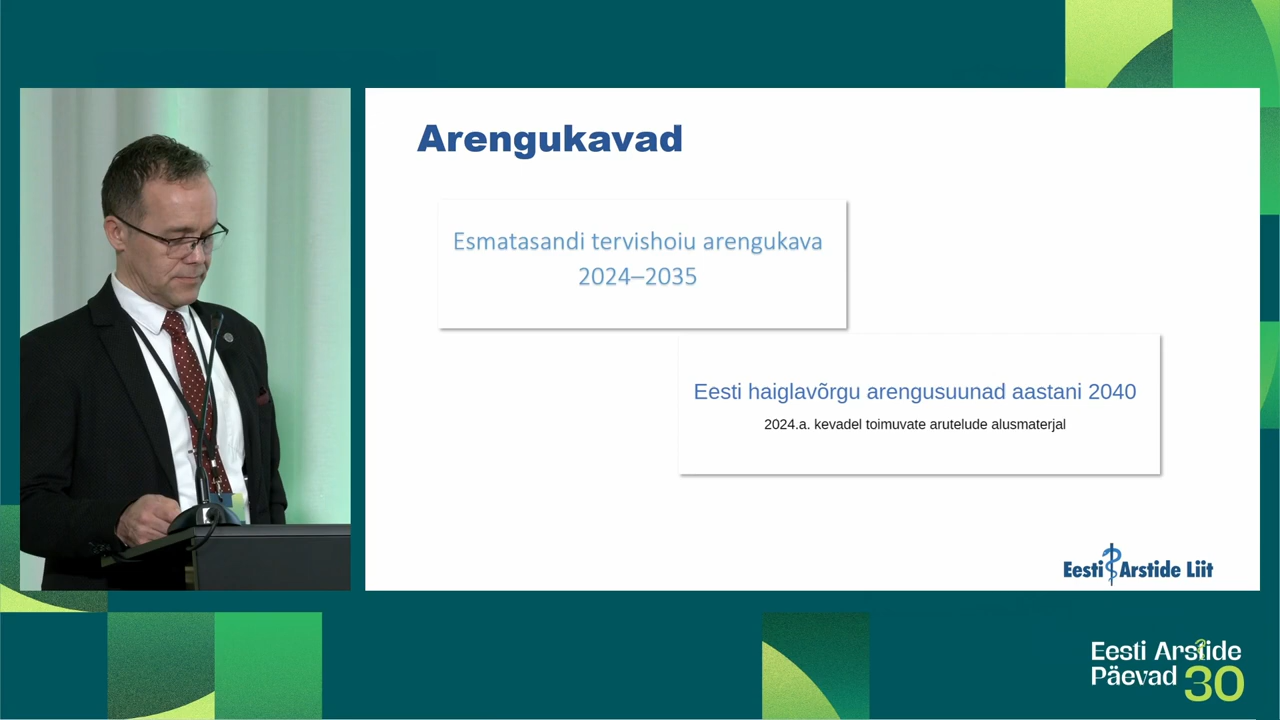 Arengukavad
Esmatasandi tervishoiu arengukava
2024–2035
Eesti haiglavõrgu arengusuunad aastani 2040
2024.a. kevadel toimuvate arutelude alusmaterjal
Eesti Arstide Liit
Eesti Arstide
Päevad 30